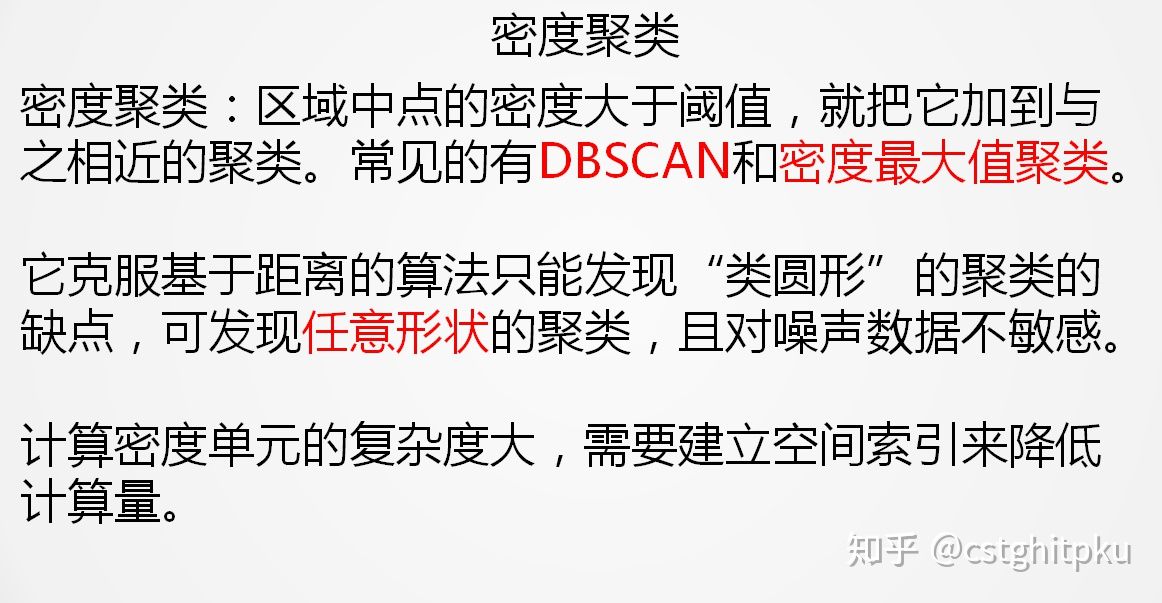 密度聚类
密度聚类：区域中点的密度大于阈值，就把它加到与
之相近的聚类。常见的有DBSCAN和密度最大值聚类。
它克服基于距离的算法只能发现“类圆形”的聚类的
缺点，可发现任意形状的聚类，且对噪声数据不敏感。
计算密度单元的复杂度大，需要建立空间索引来降低
计算量。
知乎 @cstghitpku